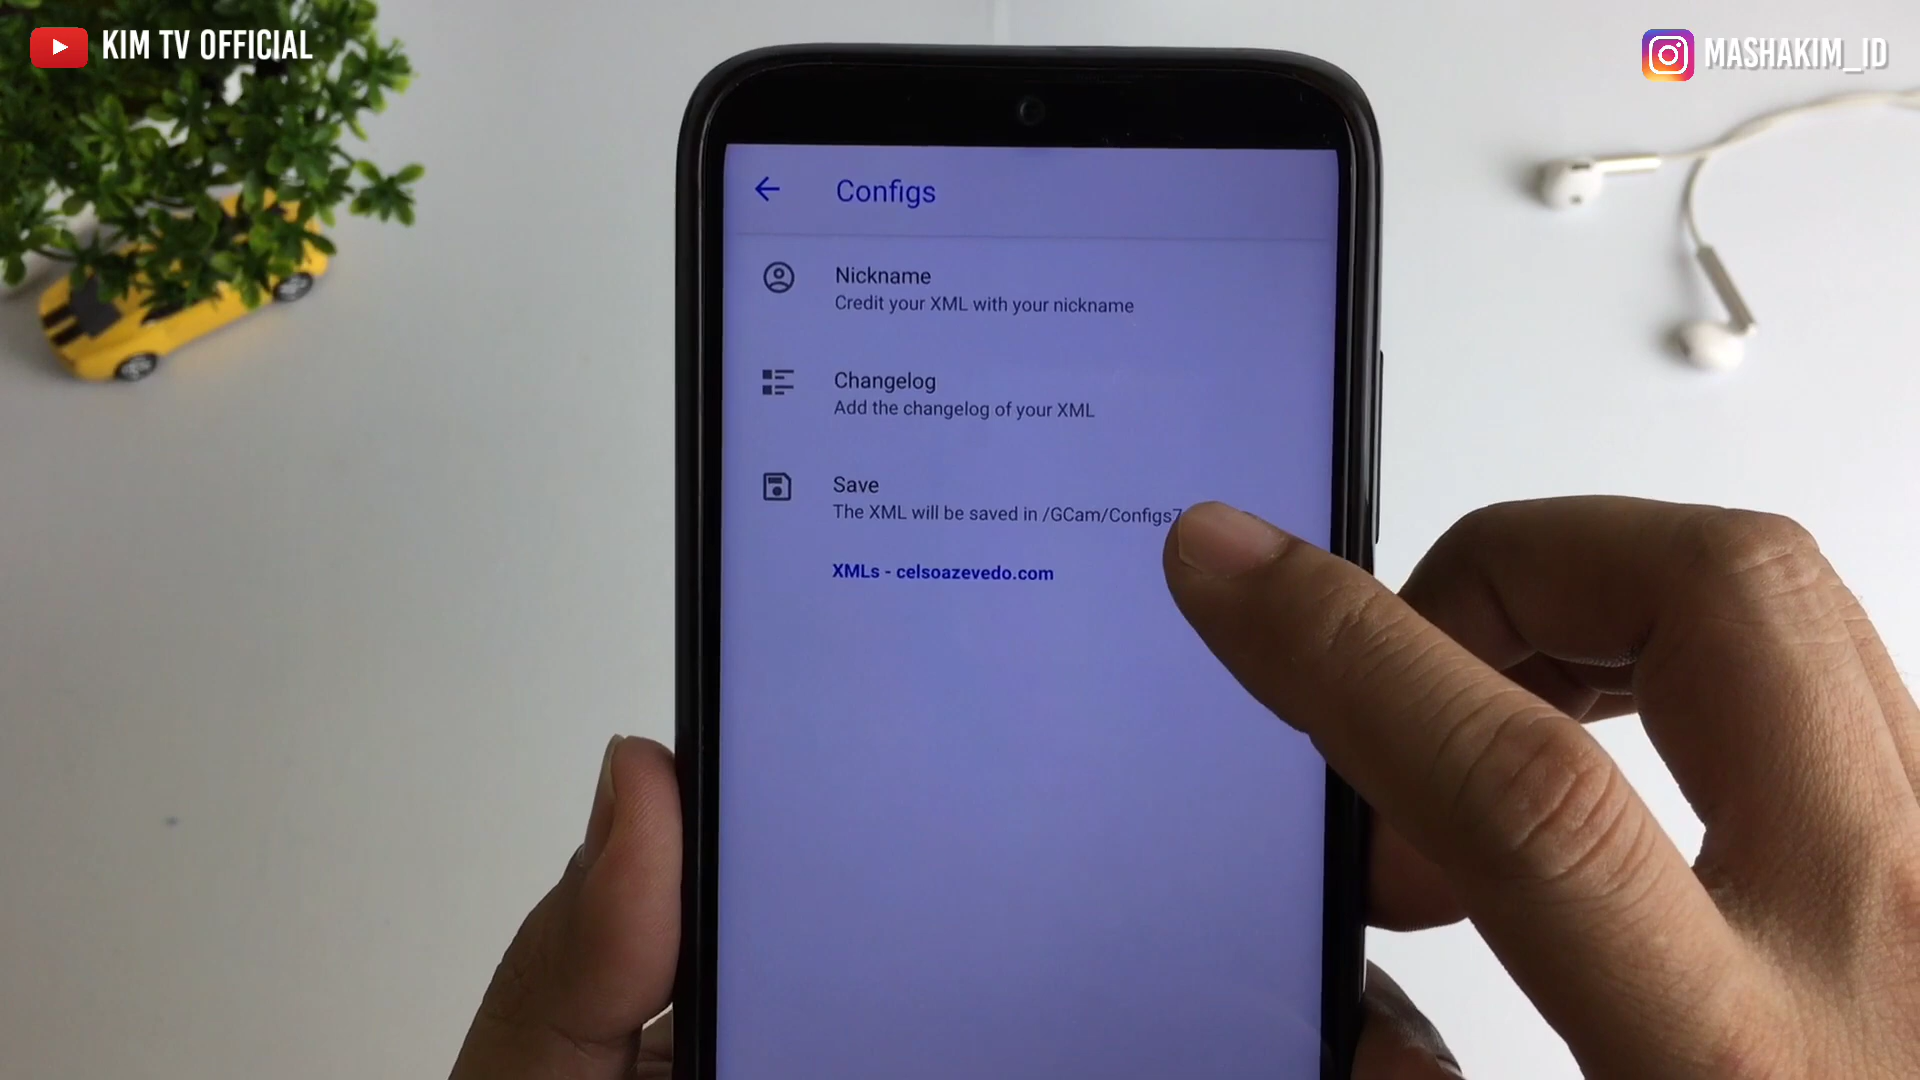 KIM TV OFFICIAL
MASHAKIM_ID
Configs
Nickname
Credit your XML with your nickname
Changelog
Add the changelog of your XML
Save
The XML will be saved in /GCam/Configs7
XMLs - celsoazevedo.com